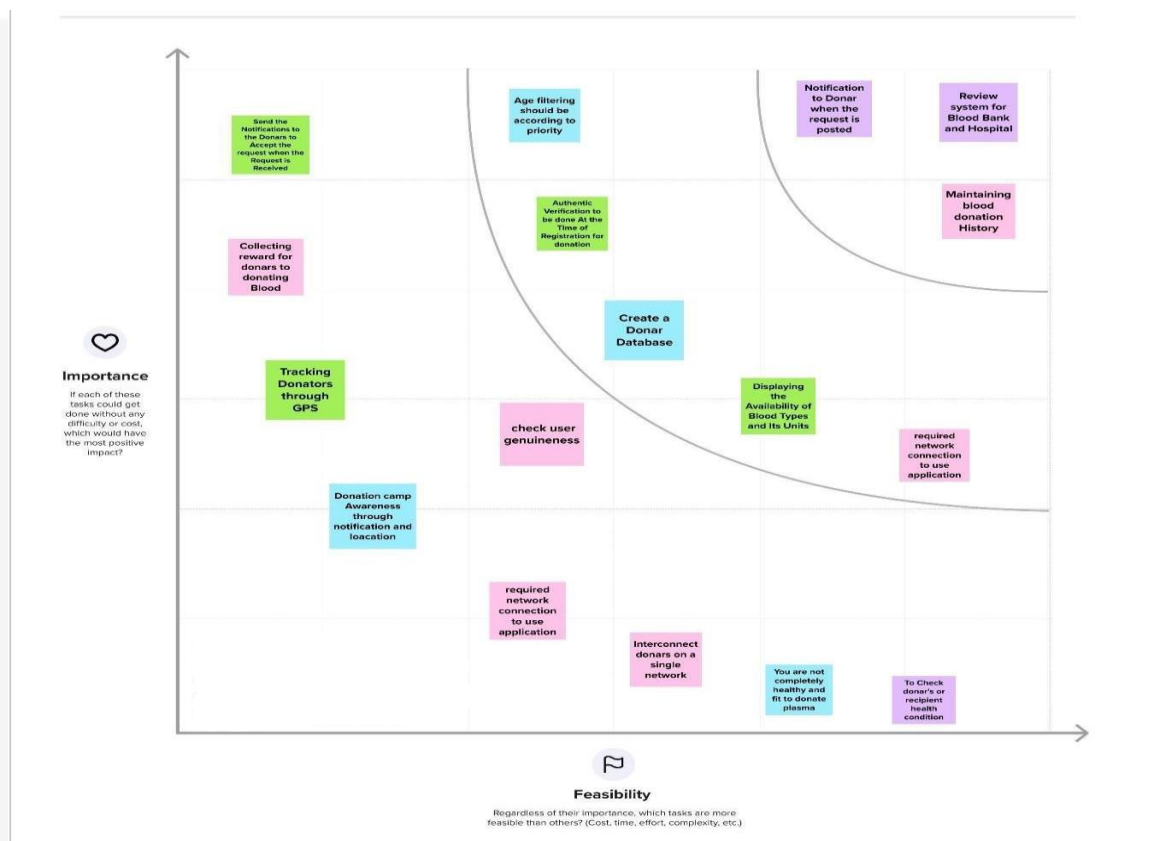 Send the
Notifications to
the Donars to
Accept the
request when the
Request is
Received
Age filtering
should be
according to
priority
Notification
to Donar
when the
request is
posted
Review
system for
Blood Bank
and Hospital
Authentic
Verification to
be done At the
Time of
Registration for
donation
Maintaining
blood
donation
History
Collecting
reward for
donars to
donating
Blood
Create a
Donar
Database
Importance
If each of these
tasks could get
done without any
difficulty or cost,
which would have
the most positive
impact?
Tracking
Donators
through
GPS
check user
genuineness
Displaying
the
Availability of
Blood Types
and Its Units
required
network
connection
to use
application
Donation camp
Awareness
through
notification and
loacation
required
network
connection
to use
application
Interconnect
donars on a
single
network
You are not
completely
healthy and
fit to donate
plasma
To Check
donar's or
recipient
health
condition
Feasibility
Regardless of their importance, which tasks are more
feasible than others? (Cost, time, effort, complexity, etc.)